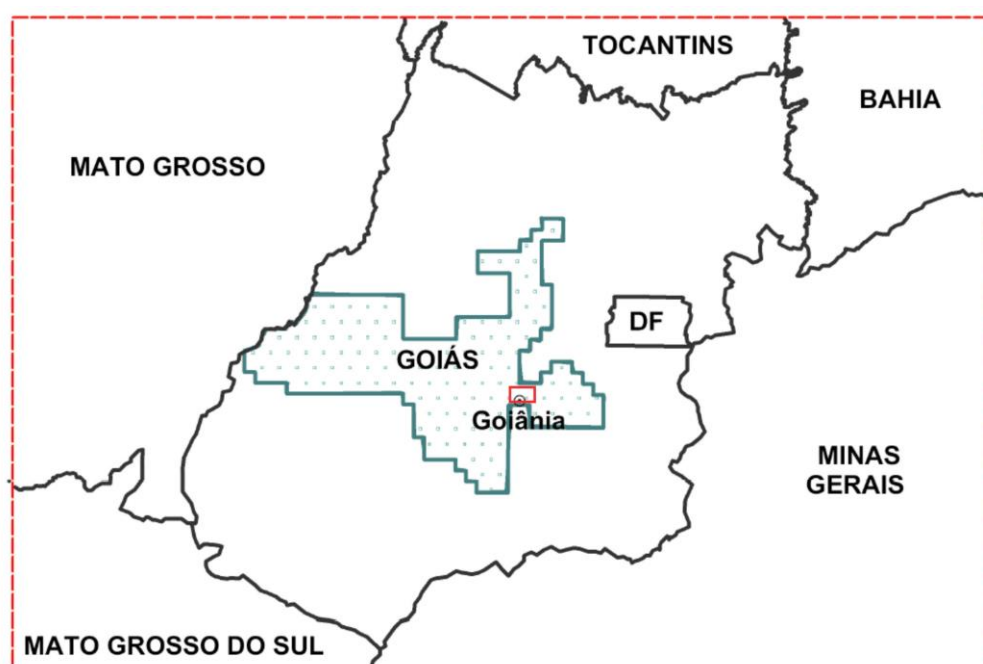 TOCANTINS
BAHIA
MATO GROSSO
DF
GOIÁS
Goiânia
MINAS
GERAIS
MATO GROSSO DO SUL